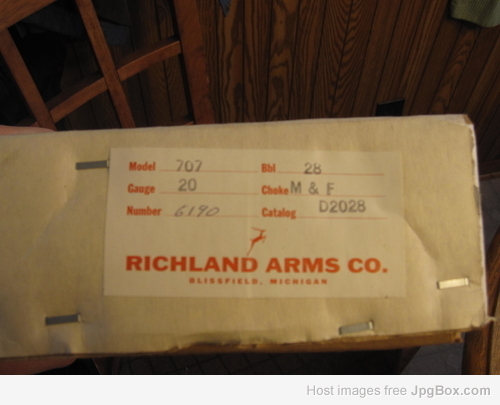 Model 707 Bbl 28
Gauge 20 Choke M & F
Number 6190 Catalog D2028
RICHLAND ARMS CO.
BLISSFIELD, MICHIGAN
Host images free JpgBox.com